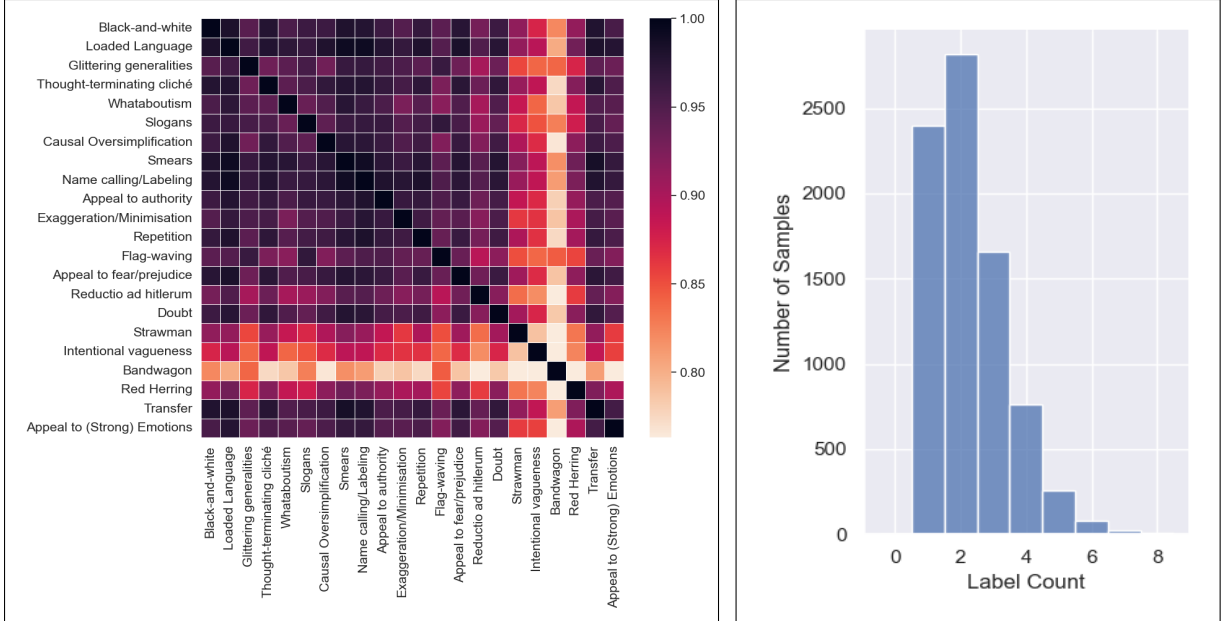 Black-and-white
Loaded Language
Glittering generalities
Thought-terminating cliché
Whataboutism
Slogans
Causal Oversimplification
Smears
Name calling/Labeling
Appeal to authority
Exaggeration/Minimisation
Repetition
Flag-waving
Appeal to fear/prejudice
Reductio ad hitlerum
Doubt
Strawman
Intentional vagueness
Bandwagon
Red Herring
Transfer
Appeal to (Strong) Emotions
Black-and-white
Loaded Language
Glittering generalities
Thought-terminating cliché
Whataboutism
Slogans
Causal Oversimplification
Smears
Name calling/Labeling
Appeal to authority
Exaggeration/Minimisation
Repetition
Flag-waving
Appeal to fear/prejudice
Reductio ad hitlerum
Doubt
Strawman
Intentional vagueness
Bandwagon
Red Herring
Transfer
Appeal to (Strong) Emotions
1.00
0.95
0.90
0.85
0.80
Number of Samples
2500
2000
1500
1000
500
0
0 2 4 6 8
Label Count